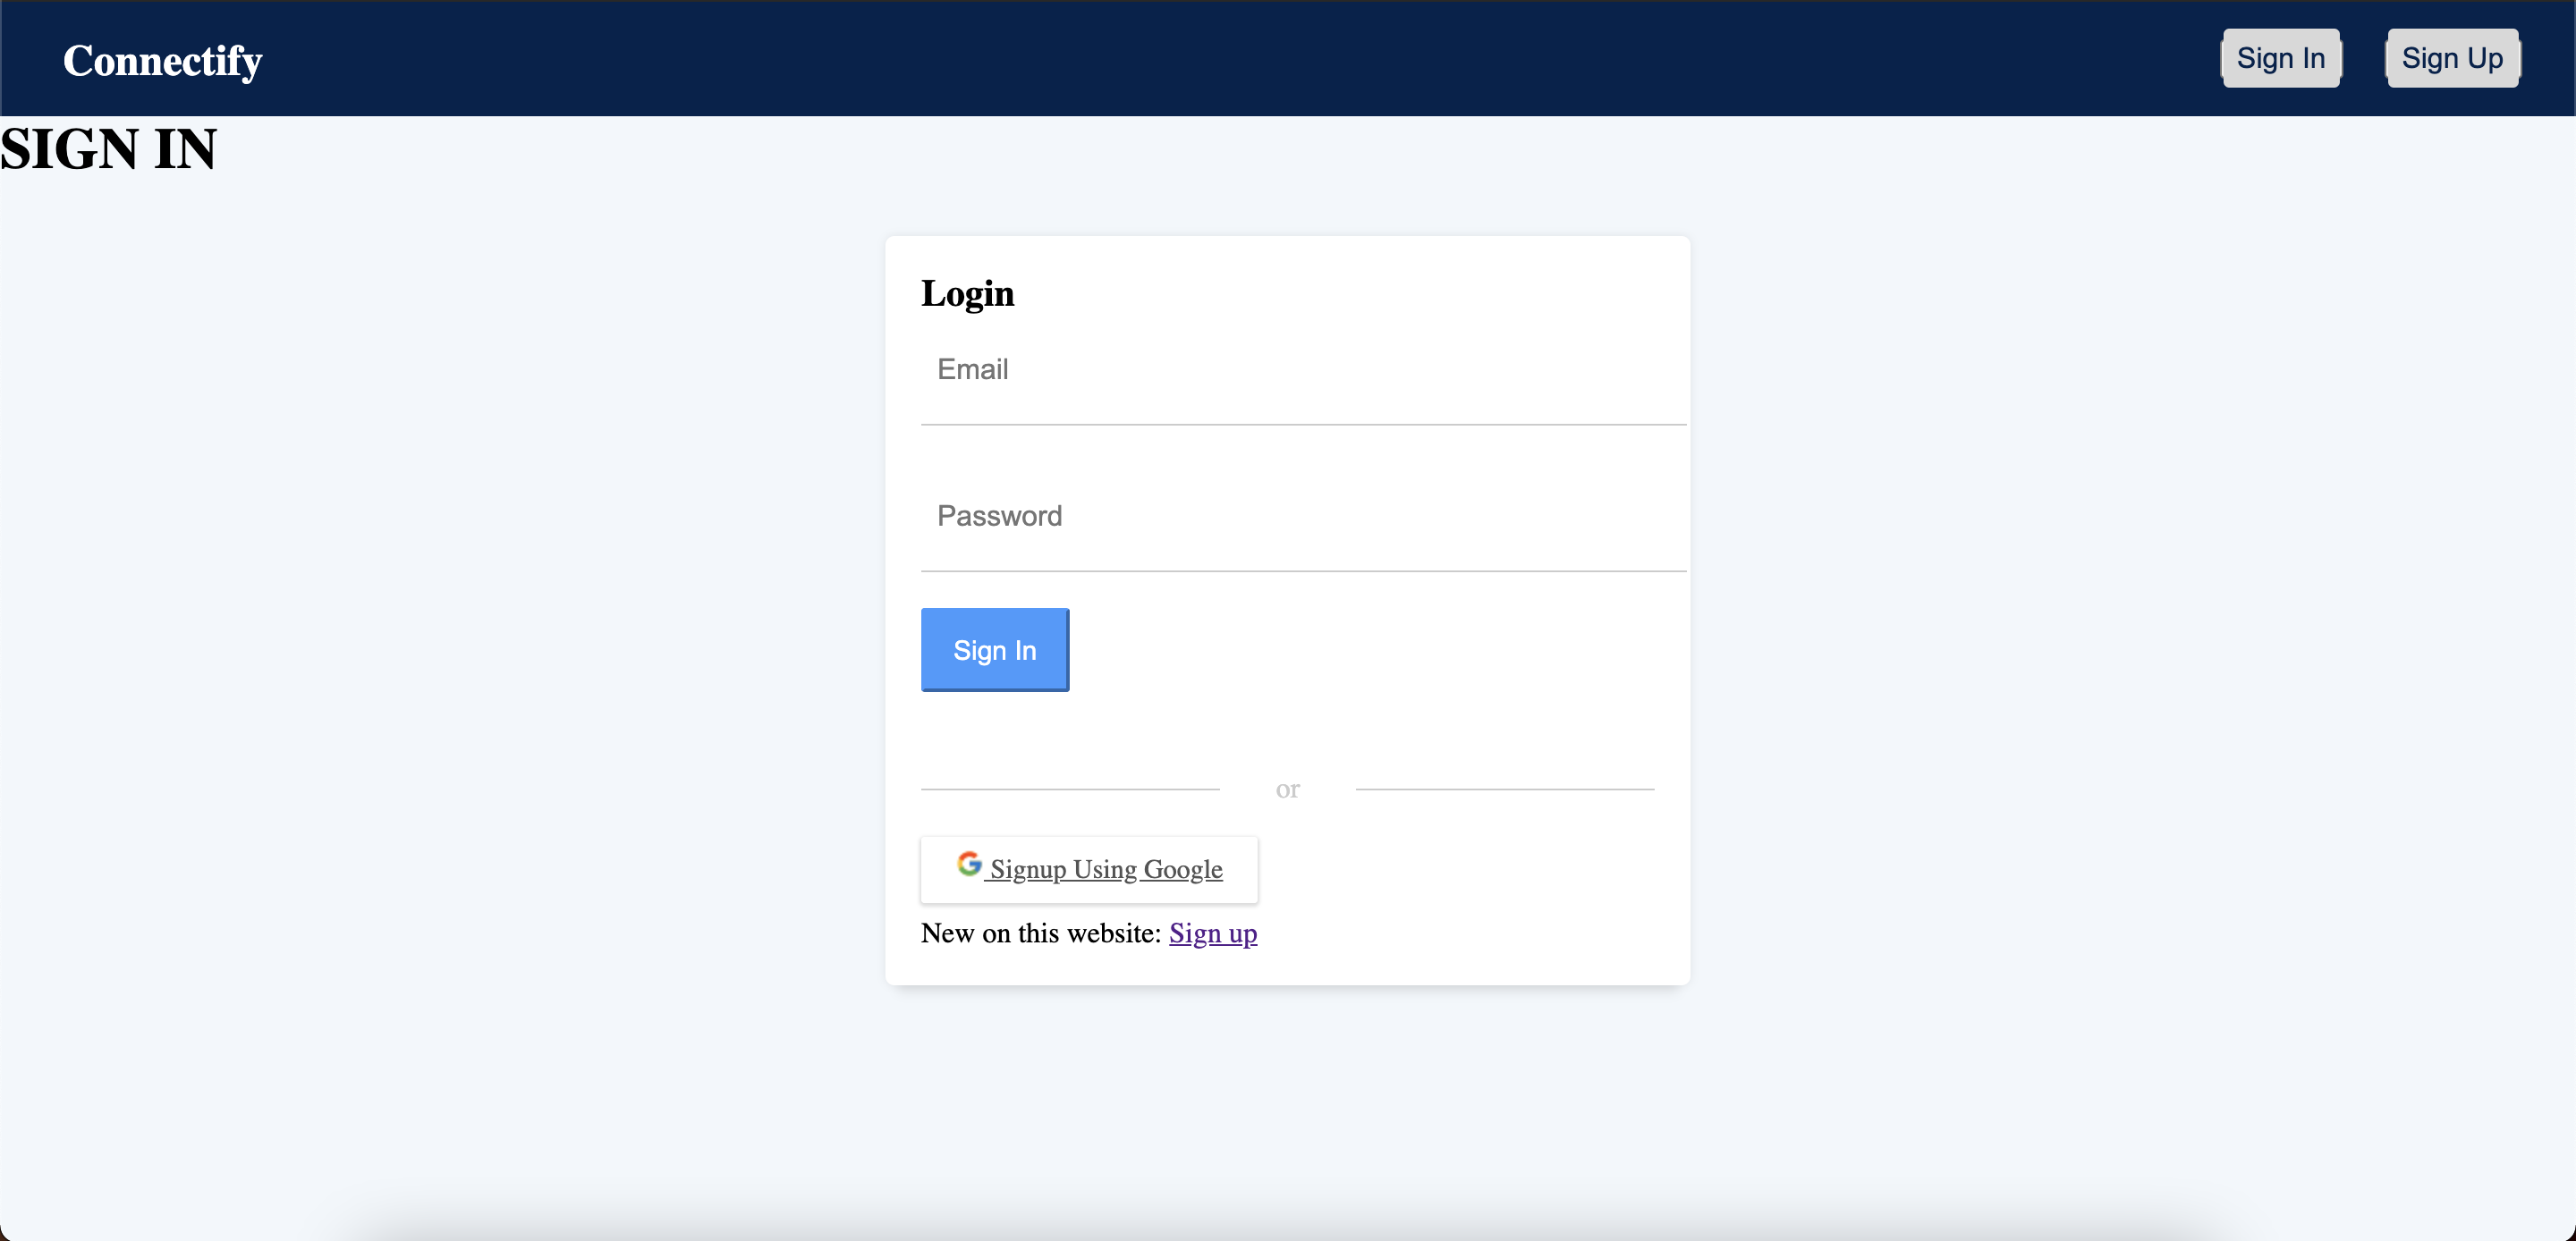 Connectify Sign In Sign Up
SIGN IN
Login
Email
Password
Sign In
or
Signup Using Google
New on this website: Sign up